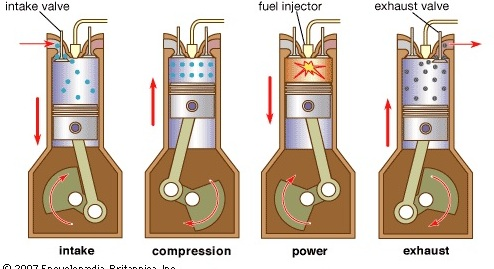 intake valve
fuel injector
exhaust valve
intake
compression
power
exhaust
© 2007 Encyclopædia Britannica, Inc.